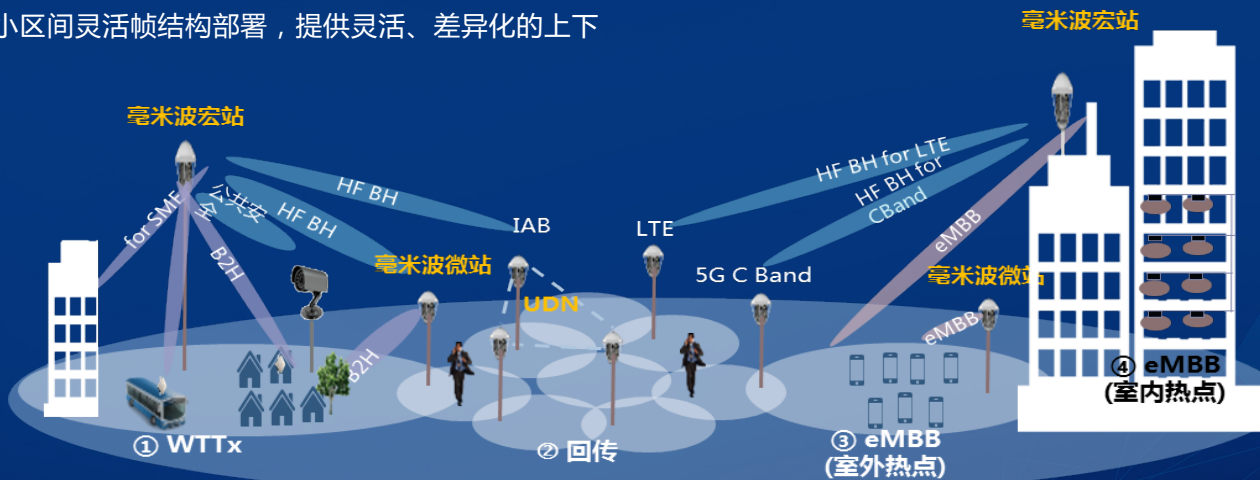 小区间灵活帧结构部署，提供灵活、差异化的上下
毫米波宏站
毫米波宏站
HF BH for LTE
HF BH for
CBand
HF BH
公共安
全
HF BH
for SME
IAB
LTE
eMBB
B2H
毫米波微站
5G C Band
毫米波微站
UDN
eMBB
B2H
④ eMBB
(室内热点)
① WTTx
② 回传
③ eMBB
(室外热点)